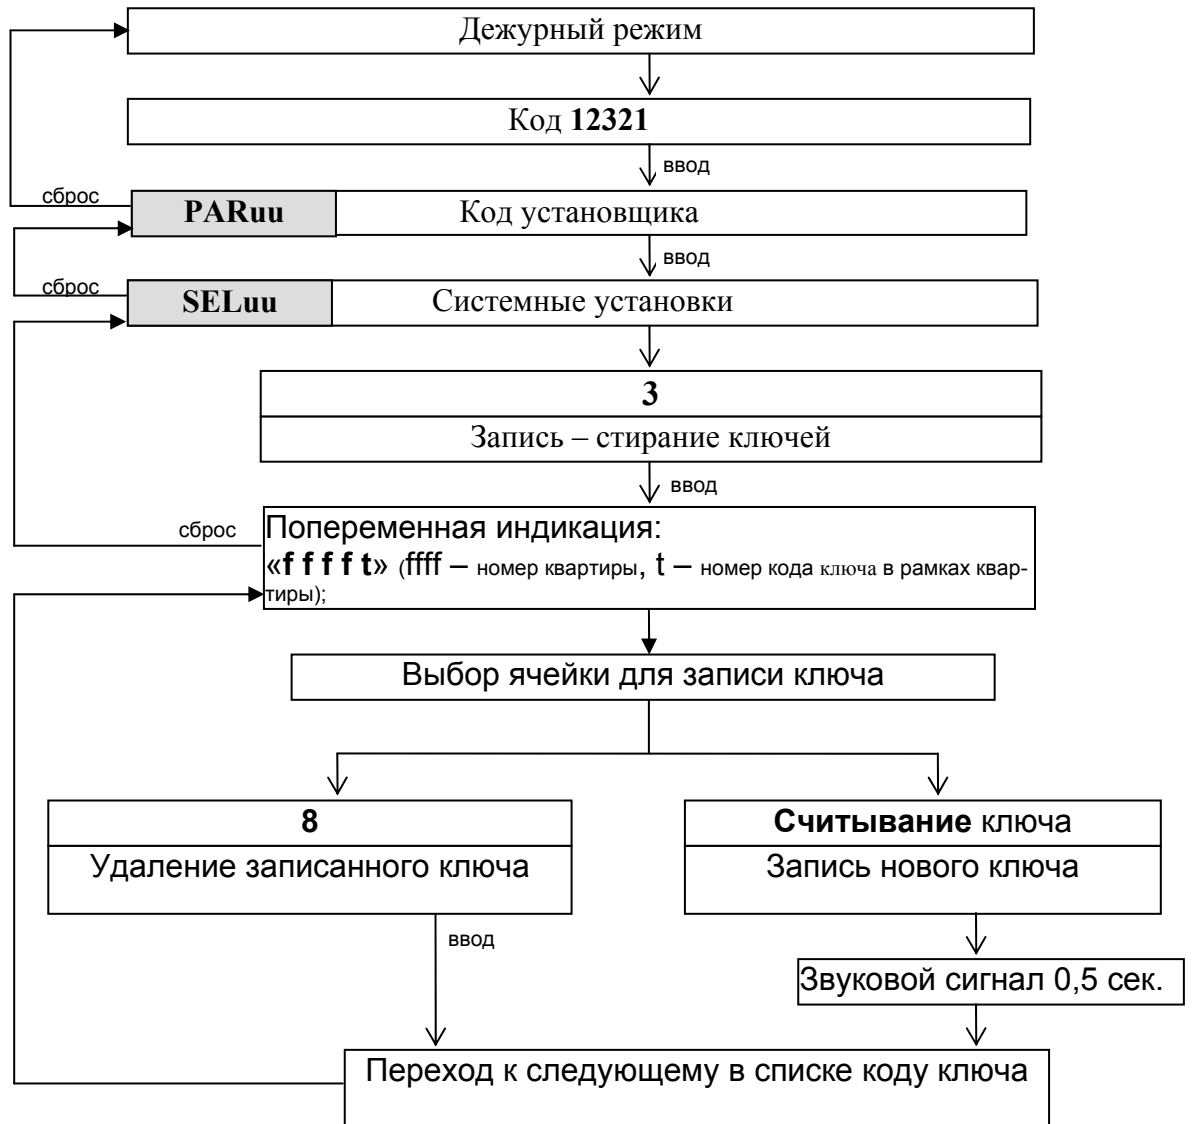 Дежурный режим
Код 12321
ввод
сброс
PARuu Код установщика
ввод
сброс
SELuu Системные установки
3
Запись – стирание ключей
ввод
сброс
Попеременная индикация:
«f f f f t» (ffff – номер квартиры, t – номер кода ключа в рамках квар-
тиры);
Выбор ячейки для записи ключа
8
Удаление записанного ключа
Считывание ключа
Запись нового ключа
ввод
Звуковой сигнал 0,5 сек.
Переход к следующему в списке коду ключа